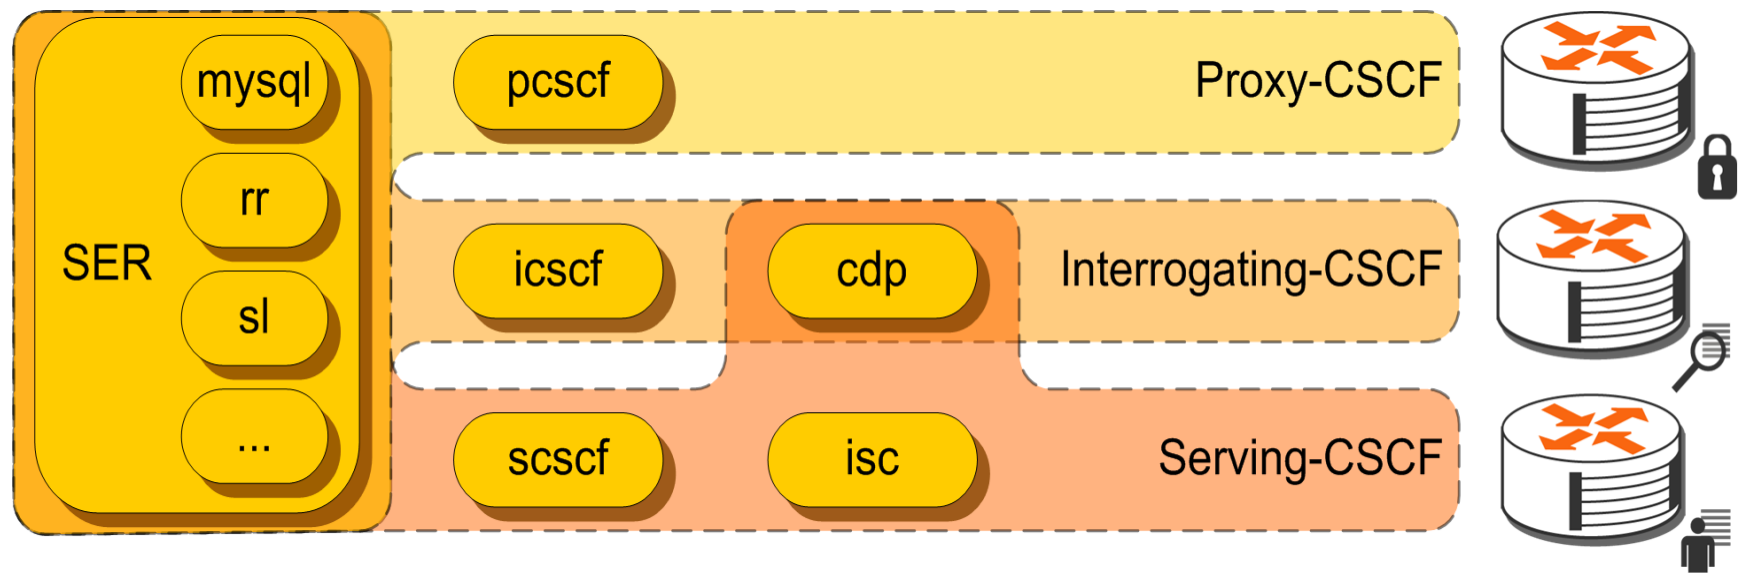 mysql
pcscf
Proxy-CSCF
rr
SER
icscf
cdp
Interrogating-CSCF
sl
...
scscf
isc
Serving-CSCF